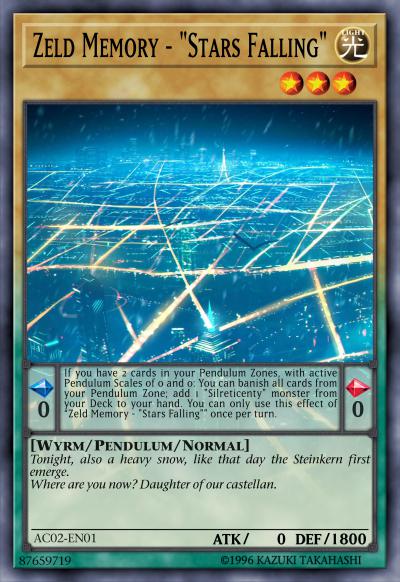 Zeld Memory - "Stars Falling"
LIGHT
光
If you have 2 cards in your Pendulum Zones, with active
Pendulum Scales of 0 and 0: You can banish all cards from
your Pendulum Zone; add 1 "Silreticenty" monster from
your Deck to your hand. You can only use this effect of
"Zeld Memory - "Stars Falling"" once per turn.
0
0
[Wyrm/Pendulum/Normal]
Tonight, also a heavy snow, like that day the Steinkern first
emerge.
Where are you now? Daughter of our castellan.
AC02-EN01
ATK/ 0 DEF/1800
87659719
©1996 KAZUKI TAKAHASHI